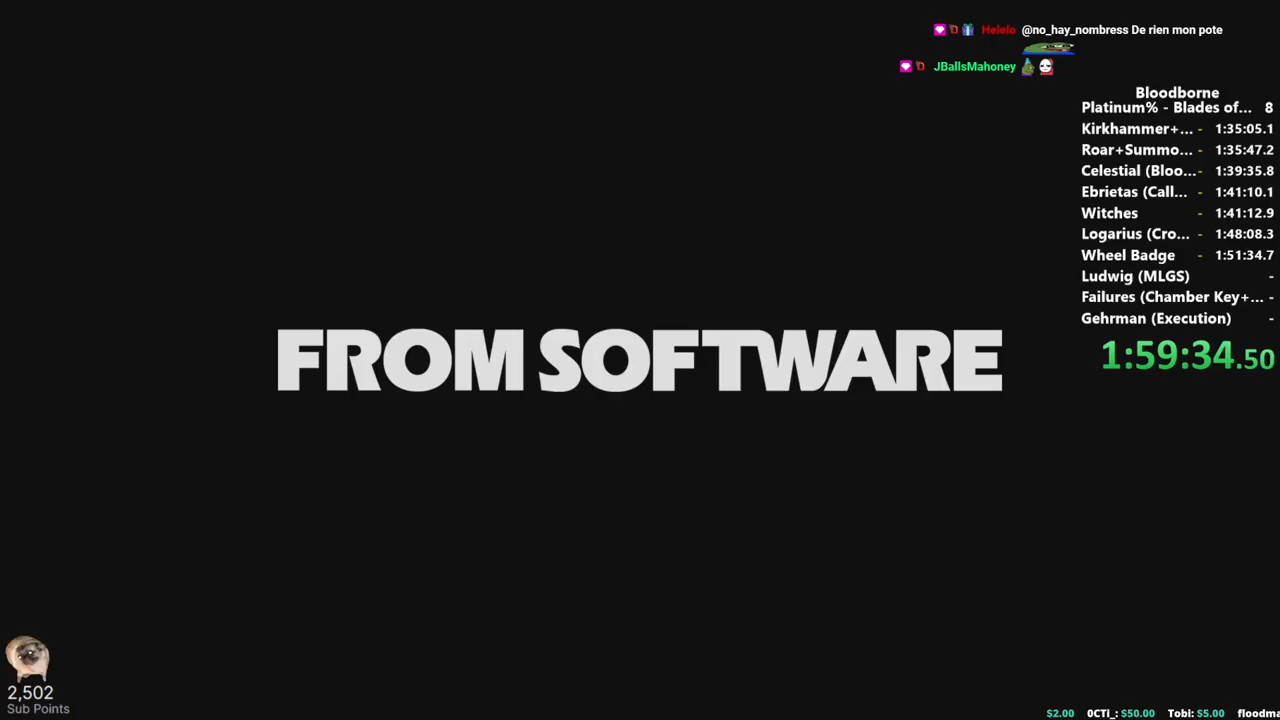 Helelo @no_hay_nombress De rien mon pote
JBallsMahoney
Bloodborne
Platinum% - Blades of... 8
Kirkhammer+... - 1:35:05.1
Roar+Summo... - 1:35:47.2
Celestial (Bloo... - 1:39:35.8
Ebrietas (Call... - 1:41:10.1
Witches - 1:41:12.9
Logarius (Cro... - 1:48:08.3
Wheel Badge - 1:51:34.7
Ludwig (MLGS) -
Failures (Chamber Key+... -
Gehrman (Execution) -
1:59:34.50
FROM SOFTWARE
2,502
Sub Points
$2.00 0CTi_: $50.00 Tobi: $5.00 floodma